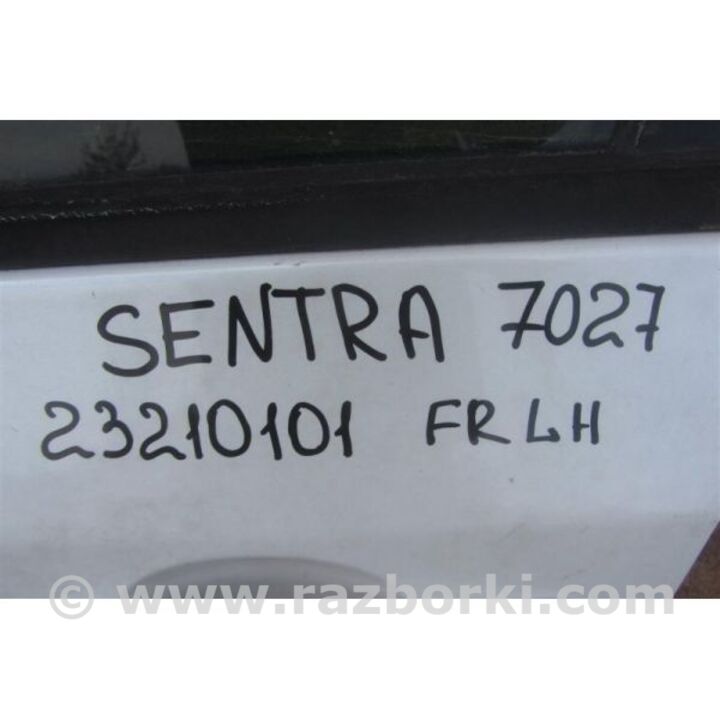 SENTRA 7027
23210101 FR LH
© www.razborki.com